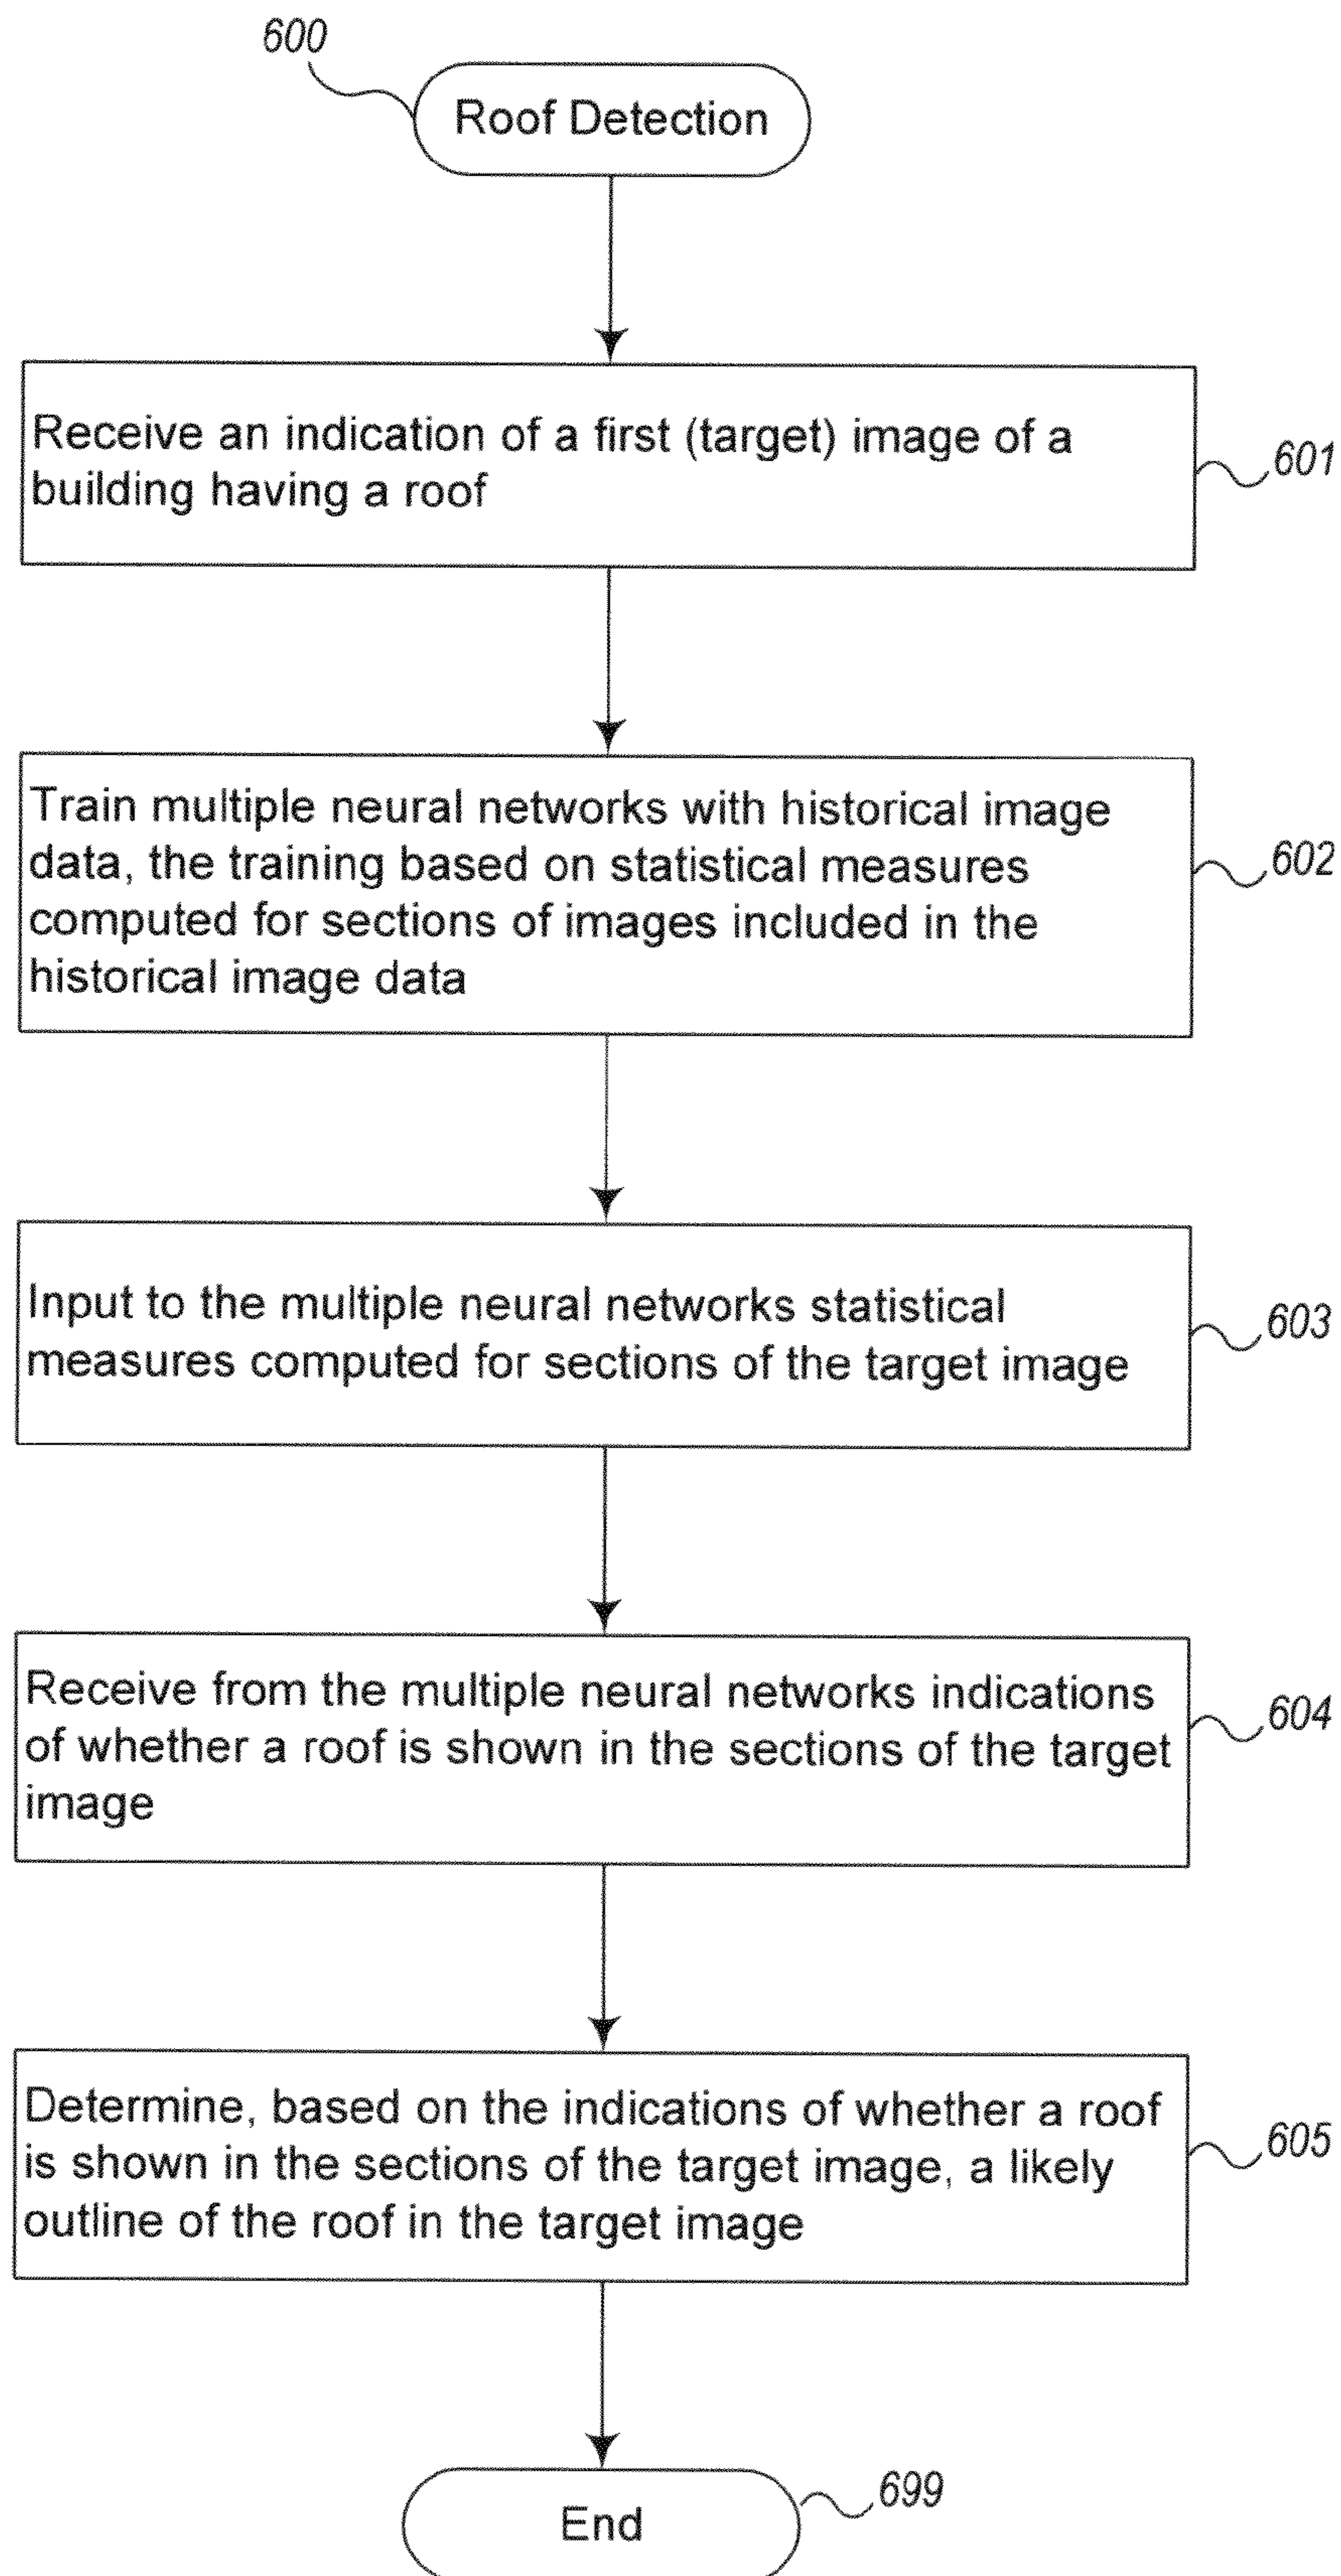 600
Roof Detection
Receive an indication of a first (target) image of a
building having a roof
601
Train multiple neural networks with historical image
data, the training based on statistical measures
computed for sections of images included in the
historical image data
602
Input to the multiple neural networks statistical
measures computed for sections of the target image
603
Receive from the multiple neural networks indications
of whether a roof is shown in the sections of the target
image
604
Determine, based on the indications of whether a roof
is shown in the sections of the target image, a likely
outline of the roof in the target image
605
End
699